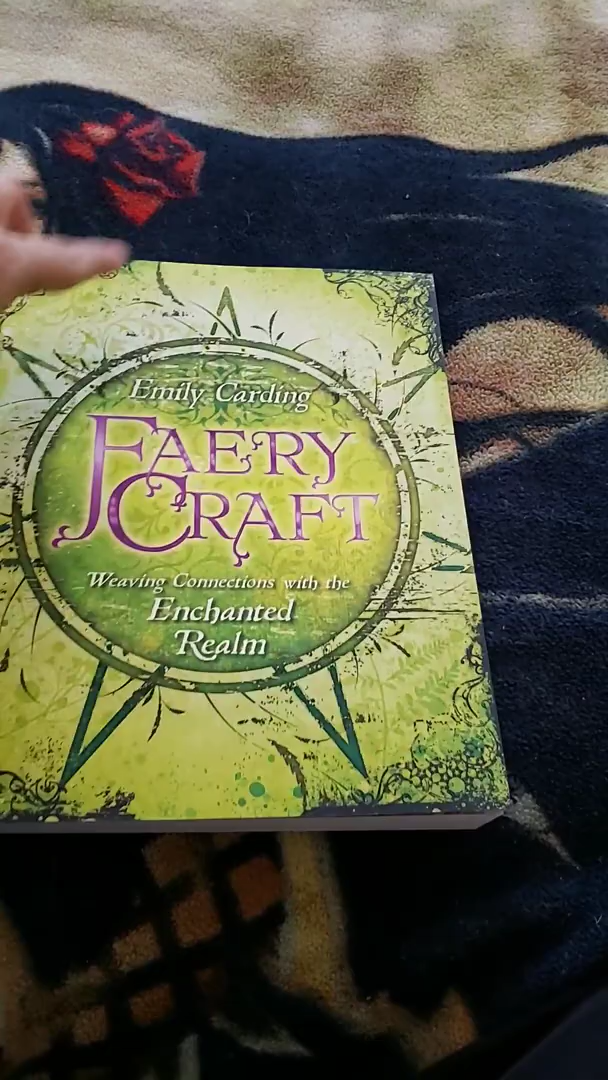 Emily Carding
FAERY
CRAFT
Weaving Connections with the
Enchanted
Realm